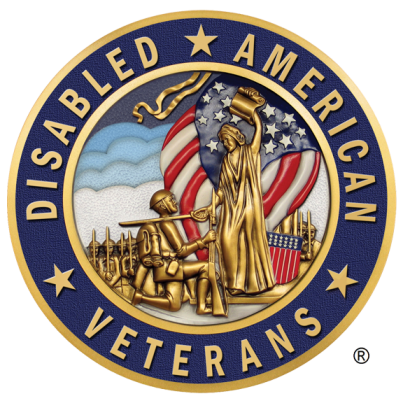 DISABLED ★ AMERICAN
★ VETERANS ★
®